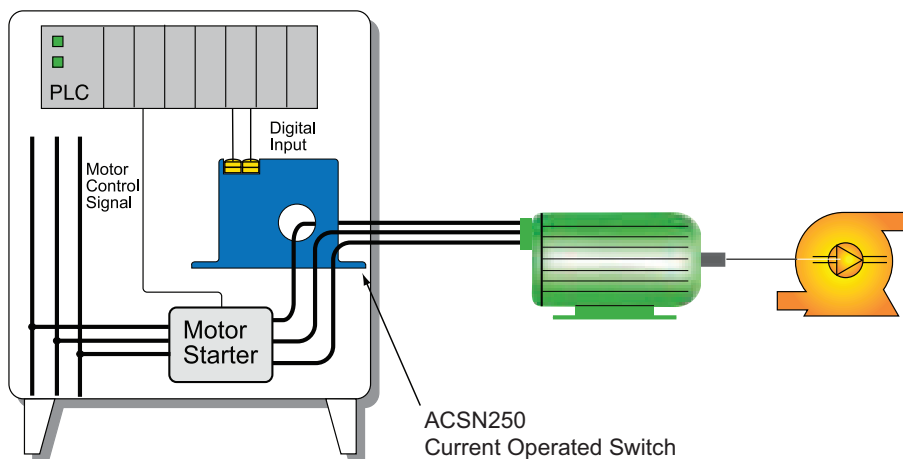 PLC
Digital
Input
Motor
Control
Signal
Motor
Starter
ACSN250
Current Operated Switch